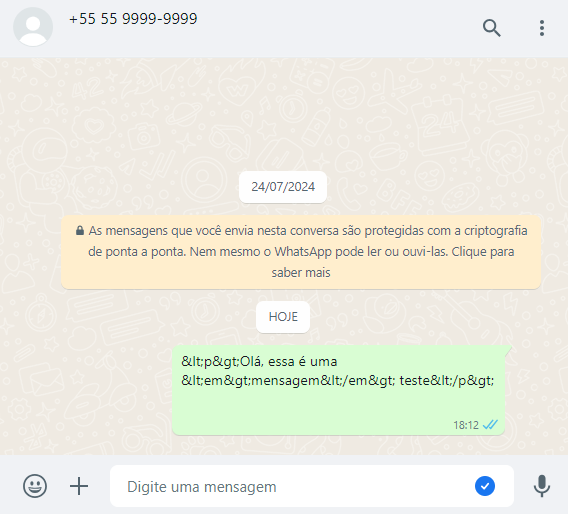 +55 55 9999-9999
24/07/2024
As mensagens que você envia nesta conversa são protegidas com a criptografia
de ponta a ponta. Nem mesmo o WhatsApp pode ler ou ouvi-las. Clique para
saber mais
HOJE
&lt;p&gt;Olá, essa é uma
&lt;em&gt;mensagem&lt;/em&gt; teste&lt;/p&gt;
18:12
Digite uma mensagem